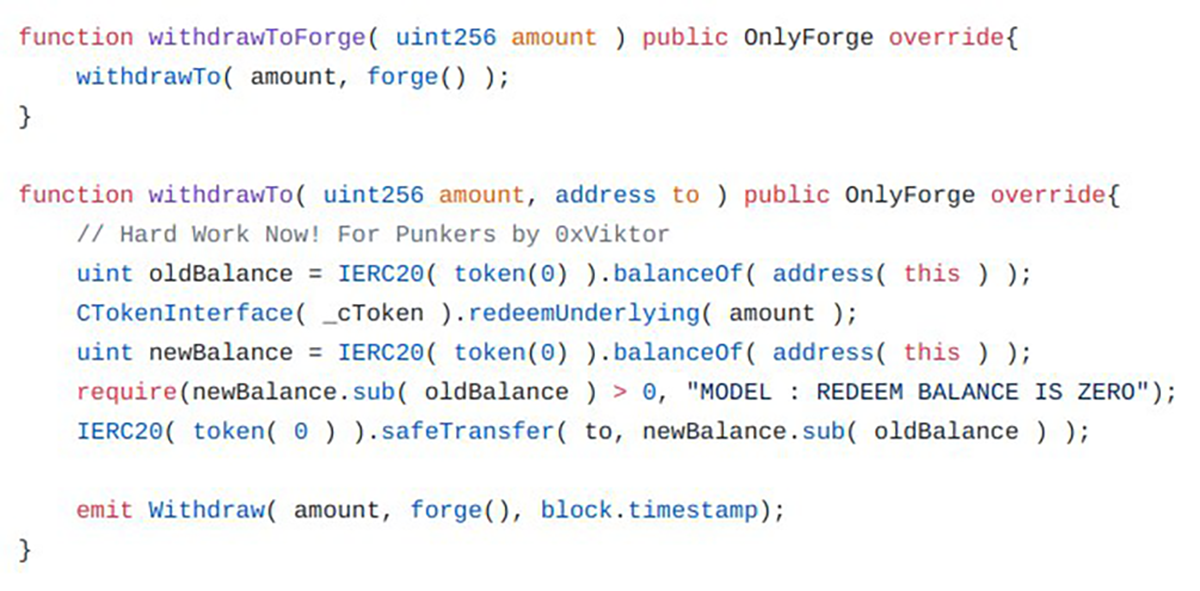 function withdrawToForge( uint256 amount ) public OnlyForge override{
    withdrawTo( amount, forge() );
}

function withdrawTo( uint256 amount, address to ) public OnlyForge override{
    // Hard Work Now! For Punkers by 0xViktor
    uint oldBalance = IERC20( token(0) ).balanceOf( address( this ) );
    CTokenInterface( _cToken ).redeemUnderlying( amount );
    uint newBalance = IERC20( token(0) ).balanceOf( address( this ) );
    require(newBalance.sub( oldBalance ) > 0, "MODEL : REDEEM BALANCE IS ZERO");
    IERC20( token( 0 ) ).safeTransfer( to, newBalance.sub( oldBalance ) );

    emit Withdraw( amount, forge(), block.timestamp);
}